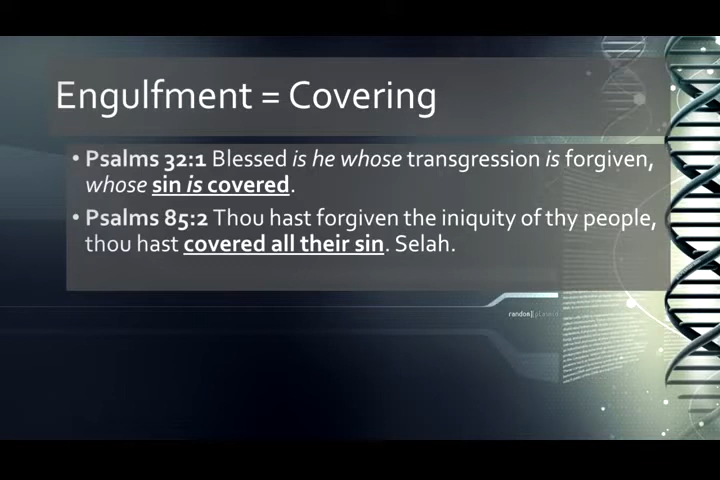 Engulfment = Covering
• Psalms 32:1 Blessed is he whose transgression is forgiven,
whose sin is covered.
• Psalms 85:2 Thou hast forgiven the iniquity of thy people,
thou hast covered all their sin. Selah.
random]